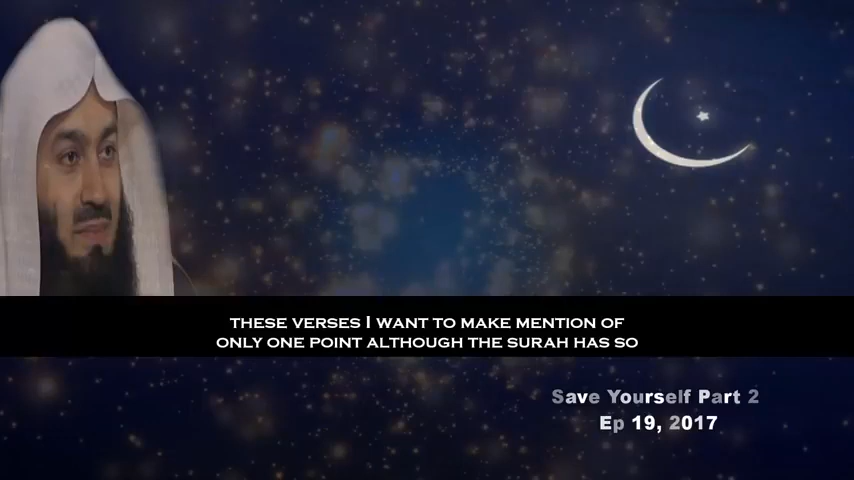 THESE VERSES I WANT TO MAKE MENTION OF
ONLY ONE POINT ALTHOUGH THE SURAH HAS SO
Save Yourself Part 2
Ep 19, 2017